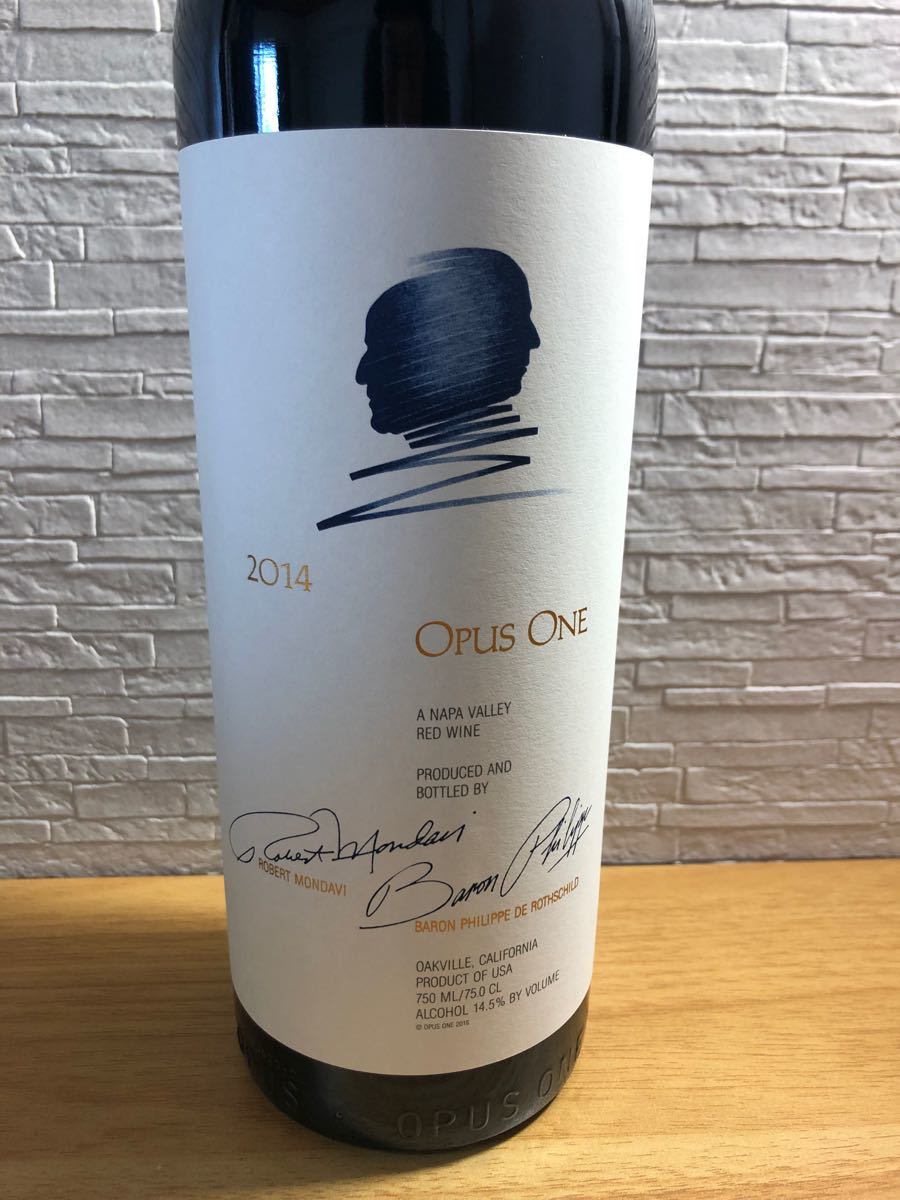 2014
OPUS ONE
A NAPA VALLEY
RED WINE
PRODUCED AND
BOTTLED BY
Robert Mondavi
ROBERT MONDAVI
Baron Philippe
BARON PHILIPPE DE ROTHSCHILD
OAKVILLE, CALIFORNIA
PRODUCT OF USA
750 ML/75.0 CL
ALCOHOL 14.5% BY VOLUME
© OPUS ONE 2016
OPUS ONE